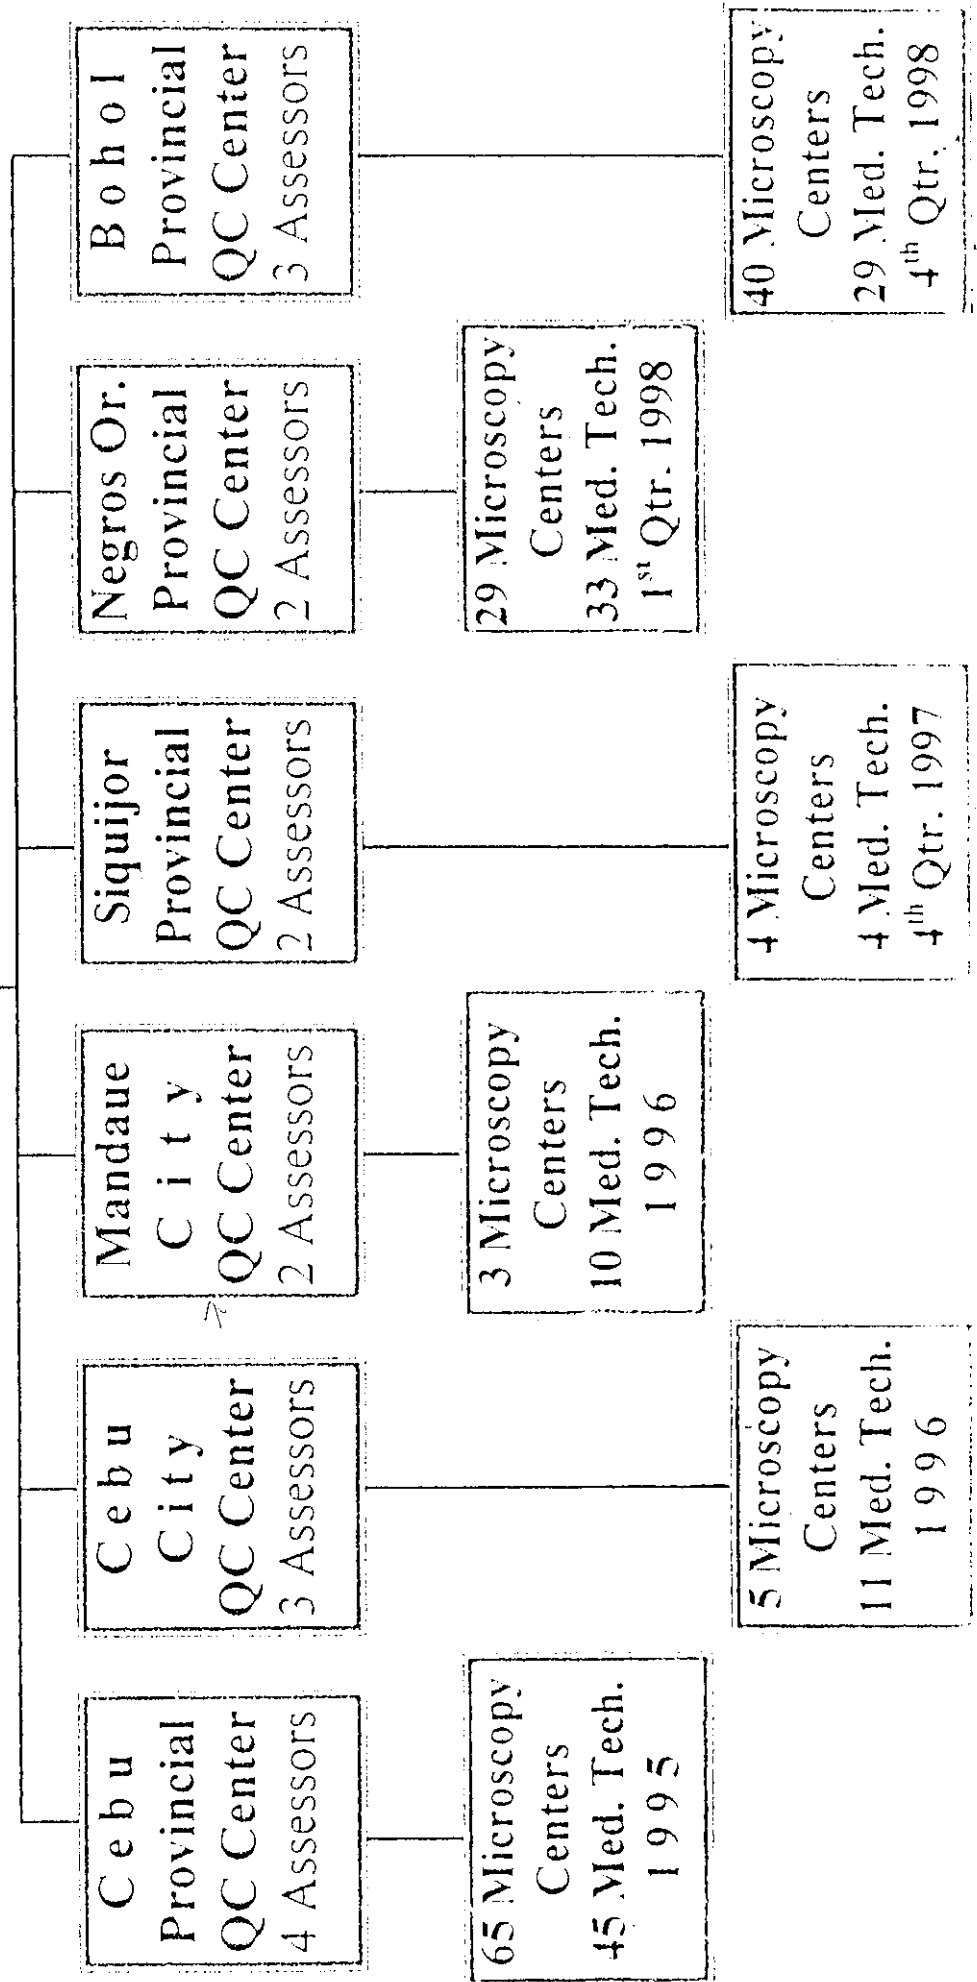 Cebu
Provincial
QC Center
4 Assessors
65 Microscopy
Centers
45 Med. Tech.
1995
Cebu
City
QC Center
3 Assessors
5 Microscopy
Centers
11 Med. Tech.
1996
Mandaue
City
QC Center
2 Assessors
3 Microscopy
Centers
10 Med. Tech.
1996
Siquijor
Provincial
QC Center
2 Assessors
4 Microscopy
Centers
4 Med. Tech.
4th Qtr. 1997
Negros Or.
Provincial
QC Center
2 Assessors
29 Microscopy
Centers
33 Med. Tech.
1st Qtr. 1998
Bohol
Provincial
QC Center
3 Assessors
40 Microscopy
Centers
29 Med. Tech.
4th Qtr. 1998